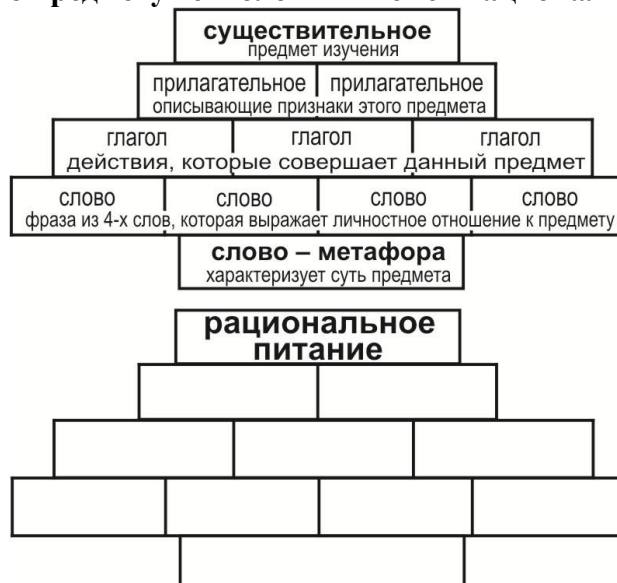 существительное
предмет изучения
прилагательное прилагательное
описывающие признаки этого предмета
глагол глагол глагол
действия, которые совершает данный предмет
слово слово слово слово
фраза из 4-х слов, которая выражает личностное отношение к предмету
слово – метафора
характеризует суть предмета
рациональное
питание